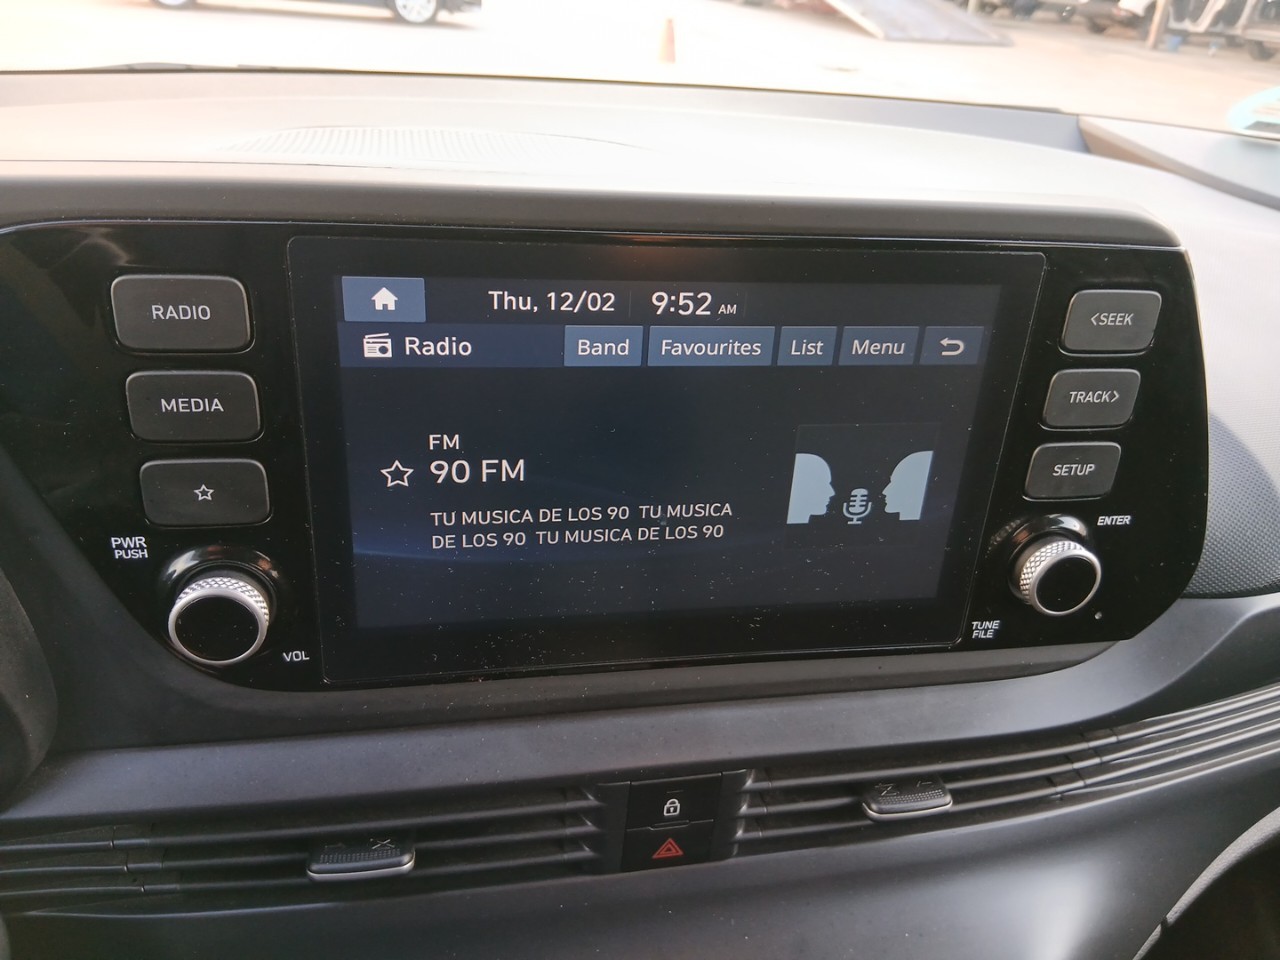 RADIO
MEDIA
PWR
PUSH
VOL
Thu, 12/02 9:52 AM
Radio Band Favourites List Menu
FM
90 FM
TU MUSICA DE LOS 90 TU MUSICA
DE LOS 90 TU MUSICA DE LOS 90
<SEEK
TRACK>
SETUP
ENTER
TUNE
FILE